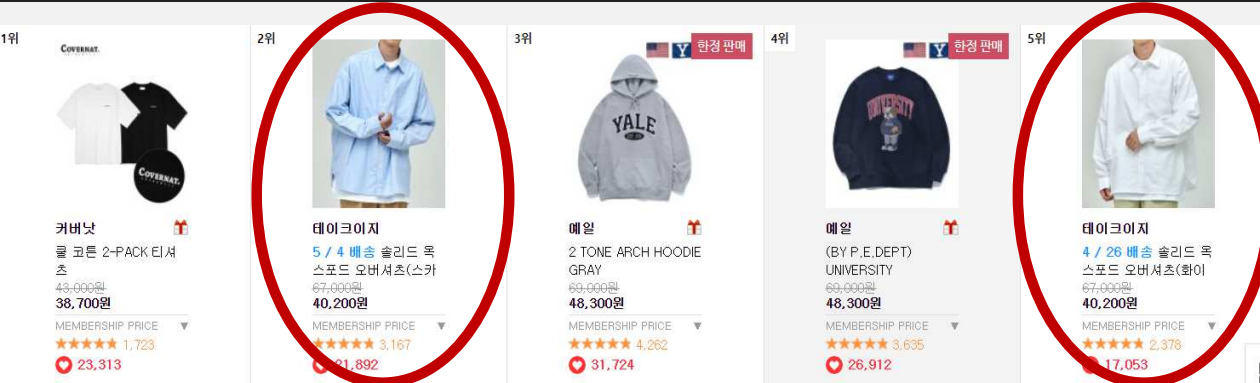 1위
COVERNAT.
COVERNAT.
커버낫
쿨 코튼 2-PACK 티셔
츠
43,000원
38,700원
MEMBERSHIP PRICE ▼
★★★★★ 1,723
23,313
2위
테이크이지
5 / 4 배송 솔리드 옥
스포드 오버셔츠(스카
67,000원
40,200원
MEMBERSHIP PRICE ▼
★★★★★ 3,167
21,892
3위
Y 한정 판매
YALE
예일
2 TONE ARCH HOODIE
GRAY
69,000원
48,300원
MEMBERSHIP PRICE ▼
★★★★★ 4,262
31,724
4위
Y 한정 판매
UNIVERSITY
예일
(BY P.E.DEPT)
UNIVERSITY
69,000원
48,300원
MEMBERSHIP PRICE ▼
★★★★★ 3,635
26,912
5위
테이크이지
4 / 26 배송 솔리드 옥
스포드 오버셔츠(화이
67,000원
40,200원
MEMBERSHIP PRICE ▼
★★★★★ 2,378
17,053